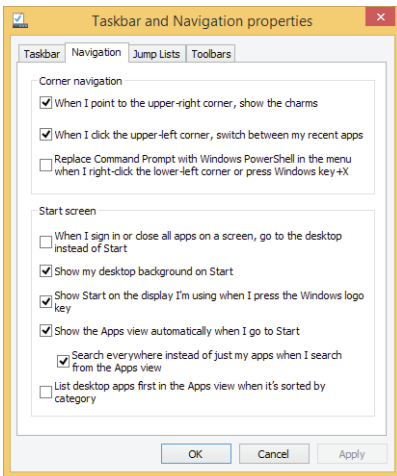 Taskbar and Navigation properties
Taskbar Navigation Jump Lists Toolbars
Corner navigation
When I point to the upper-right corner, show the charms
When I click the upper-left corner, switch between my recent apps
Replace Command Prompt with Windows PowerShell in the menu
when I right-click the lower-left corner or press Windows key+X
Start screen
When I sign in or close all apps on a screen, go to the desktop
instead of Start
Show my desktop background on Start
Show Start on the display I'm using when I press the Windows logo
key
Show the Apps view automatically when I go to Start
Search everywhere instead of just my apps when I search
from the Apps view
List desktop apps first in the Apps view when it's sorted by
category
OK Cancel Apply